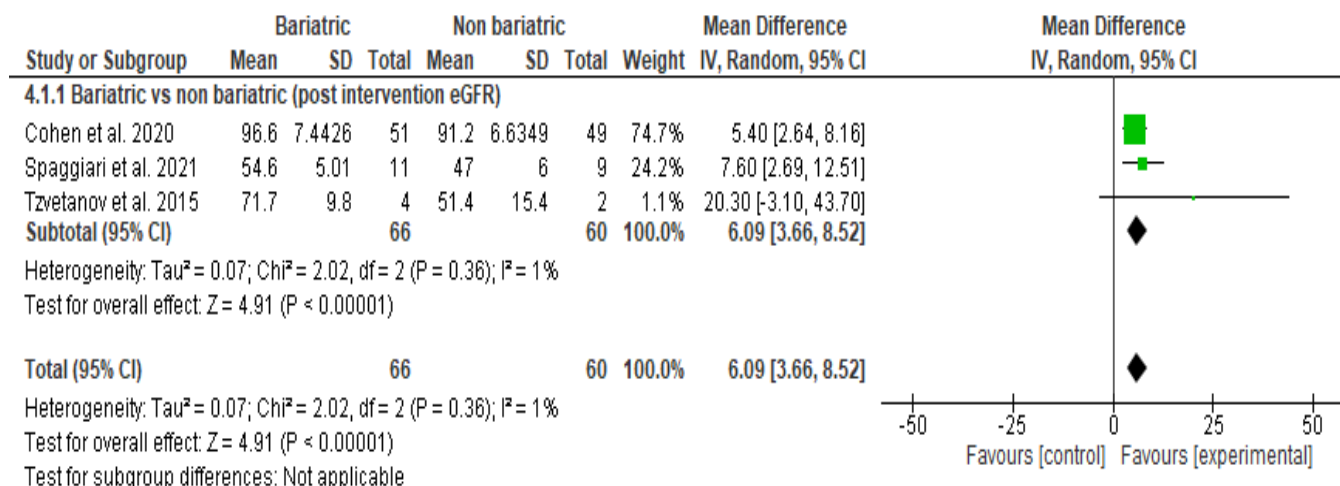 Bariatric Non bariatric Mean Difference Mean Difference
Study or Subgroup Mean SD Total Mean SD Total Weight IV, Random, 95% CI IV, Random, 95% CI
4.1.1 Bariatric vs non bariatric (post intervention eGFR)
Cohen et al. 2020 96.6 7.4426 51 91.2 6.6349 49 74.7% 5.40 [2.64, 8.16]
Spaggiari et al. 2021 54.6 5.01 11 47 6 9 24.2% 7.60 [2.69, 12.51]
Tzvetanov et al. 2015 71.7 9.8 4 51.4 15.4 2 1.1% 20.30 [-3.10, 43.70]
Subtotal (95% CI) 66 60 100.0% 6.09 [3.66, 8.52]
Heterogeneity: Tau² = 0.07; Chi² = 2.02, df = 2 (P = 0.36); I² = 1%
Test for overall effect: Z = 4.91 (P < 0.00001)
Total (95% CI) 66 60 100.0% 6.09 [3.66, 8.52]
Heterogeneity: Tau² = 0.07; Chi² = 2.02, df = 2 (P = 0.36); I² = 1%
Test for overall effect: Z = 4.91 (P < 0.00001)
Test for subgroup differences: Not applicable
-50 -25 0 25 50
Favours [control] Favours [experimental]